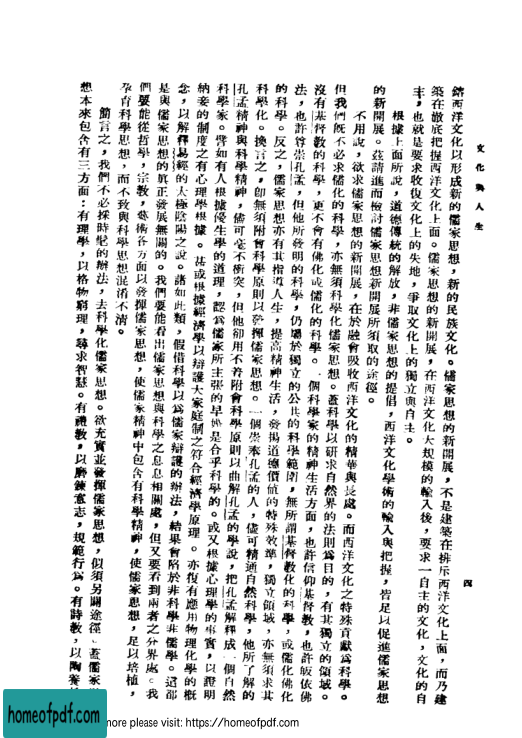 文化與人生
四
鎔西洋文化以形成新的儒家思想，新的民族文化。儒家思想的新開展，不是建築在排斥西洋文化上面，而乃建
築在澈底把握西洋文化上面。儒家思想的新開展，在西洋文化大規模的輸入後，要求一自主的文化，文化的自
主，也就是要求收復文化上的失地，爭取文化上的獨立與自主。
根據上面所說，道德傳統的解放，非儒家思想的提倡，西洋文化學術的輸入與把握，皆足以促進儒家思想
的新開展。茲請進而檢討儒家思想新開展所須取的途徑。
不用說，欲求儒家思想的新開展，在於融會吸收西洋文化的精華與長處。而西洋文化之特殊貢獻爲科學。
但我們旣不必求儒化的科學，亦無須科學化儒家思想。蓋科學以研求自然界的法則爲目的，有其獨立的領域。
沒有基督教的科學，更不會有佛化或儒化的科學。一個科學家的精神生活方面，也許信仰基督教，也許皈依佛
法，也許尊崇孔孟，但他所發明的科學，仍屬於獨立的公共的科學範圍，無所謂基督教化的科學，或儒化佛化
的科學。反之，儒家思想亦有其指導人生，提高精神生活，發揚道德價値的特殊效準，獨立領域，亦無須求其
科學化。換言之，卽無須附會科學原則以發揮儒家思想。一個崇奉孔孟的人，儘可精通自然科學，他所了解的
孔孟精神與科學精神，儘可毫不衝突，但他卻用不着附會科學原則以曲解孔孟的學說，把孔孟解釋成一個自然
科學家。譬如有人根據優生學的道理，認爲儒家所主張的早婚是合乎科學的。或又根據心理學的事實，以證明
納妾的制度之有心理學根據。甚或根據經濟學以辯護大家庭制之符合經濟學原理。亦復有應用物理化學的概
念，以解釋易經的太極陰陽之說。諸如此類，假借科學以爲儒家辯護的辦法，結果會陷於非科學非儒學。這都
是與儒家思想的眞正發展無關的。我們要能看出儒家思想與科學之息息相關處，但又要看到兩者之分界處。我
們要能從哲學，宗教，藝術各方面以發揮儒家思想，使儒家精神中包含有科學精神，使儒家思想，足以培植，
孕育科學思想，而不致與科學思想混淆不清。
簡言之，我們不必採時髦的辦法，去科學化儒家思想。欲充實並發揮儒家思想，似須另闢途徑。蓋儒家
想本來包含有三方面：有理學，以格物窮理，尋求智慧。有禮教，以磨鍊意志，規範行爲。有詩教，以陶養
homeofpdf.com
more please visit: https://homeofpdf.com